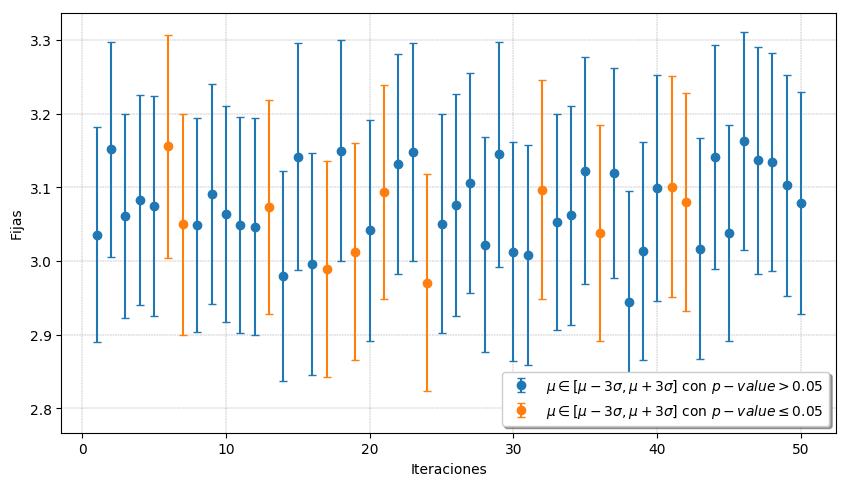 3.3
3.2
3.1
3.0
2.9
2.8
Fijas
μ ∈ [μ − 3σ, μ + 3σ] con p − value > 0.05
μ ∈ [μ − 3σ, μ + 3σ] con p − value ≤ 0.05
0 10 20 30 40 50
Iteraciones